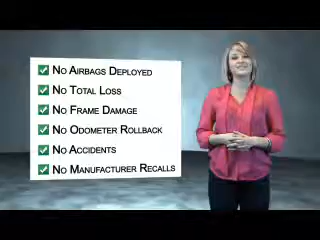 No Airbags Deployed
No Total Loss
No Frame Damage
No Odometer Rollback
No Accidents
No Manufacturer Recalls